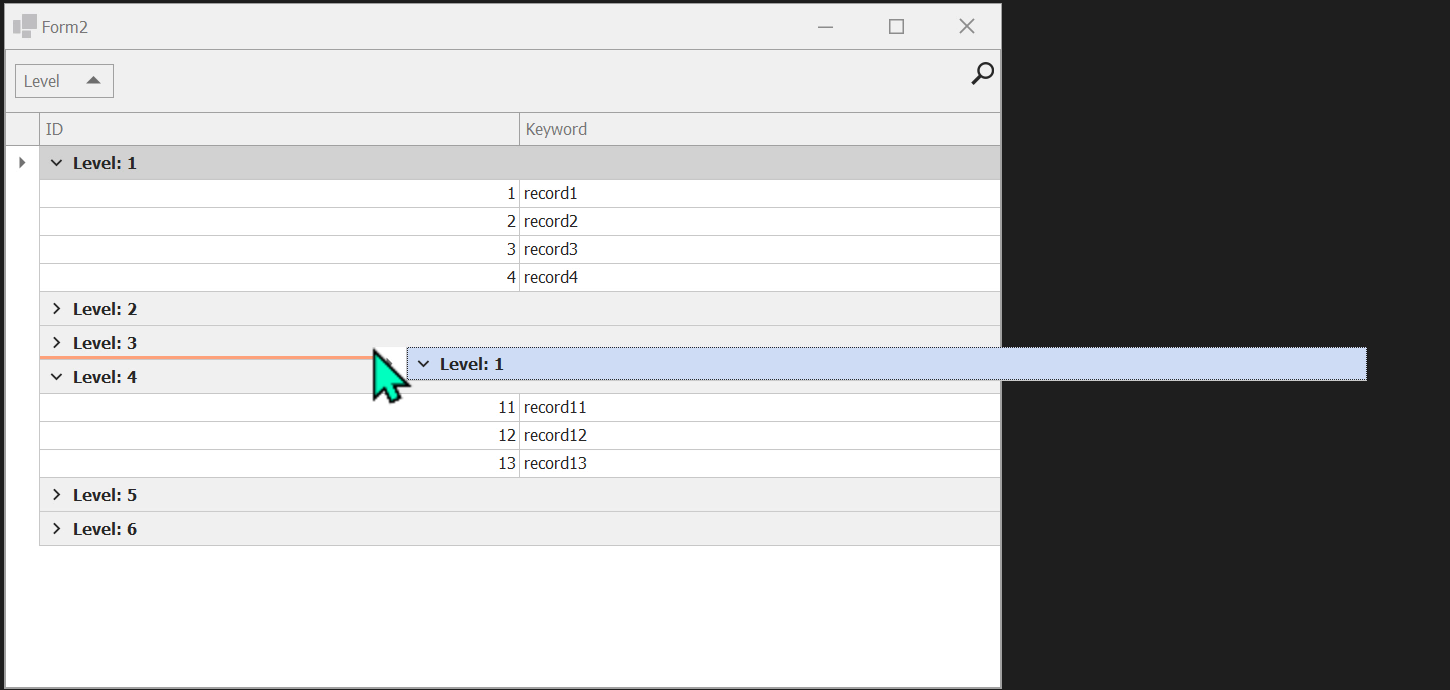 Form2
Level
ID Keyword
Level: 1
1 record1
2 record2
3 record3
4 record4
Level: 2
Level: 3
Level: 1
Level: 4
11 record11
12 record12
13 record13
Level: 5
Level: 6